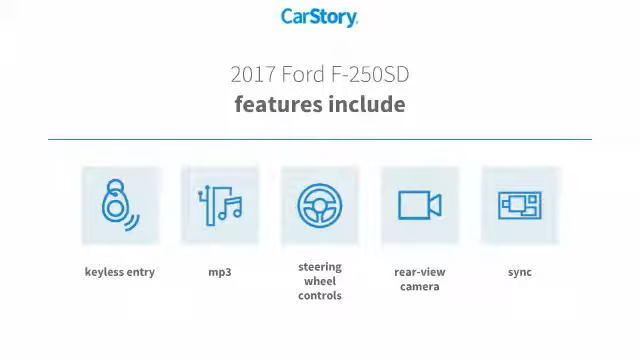 CarStory.
2017 Ford F-250SD
features include
keyless entry
mp3
steering
wheel
controls
rear-view
camera
sync